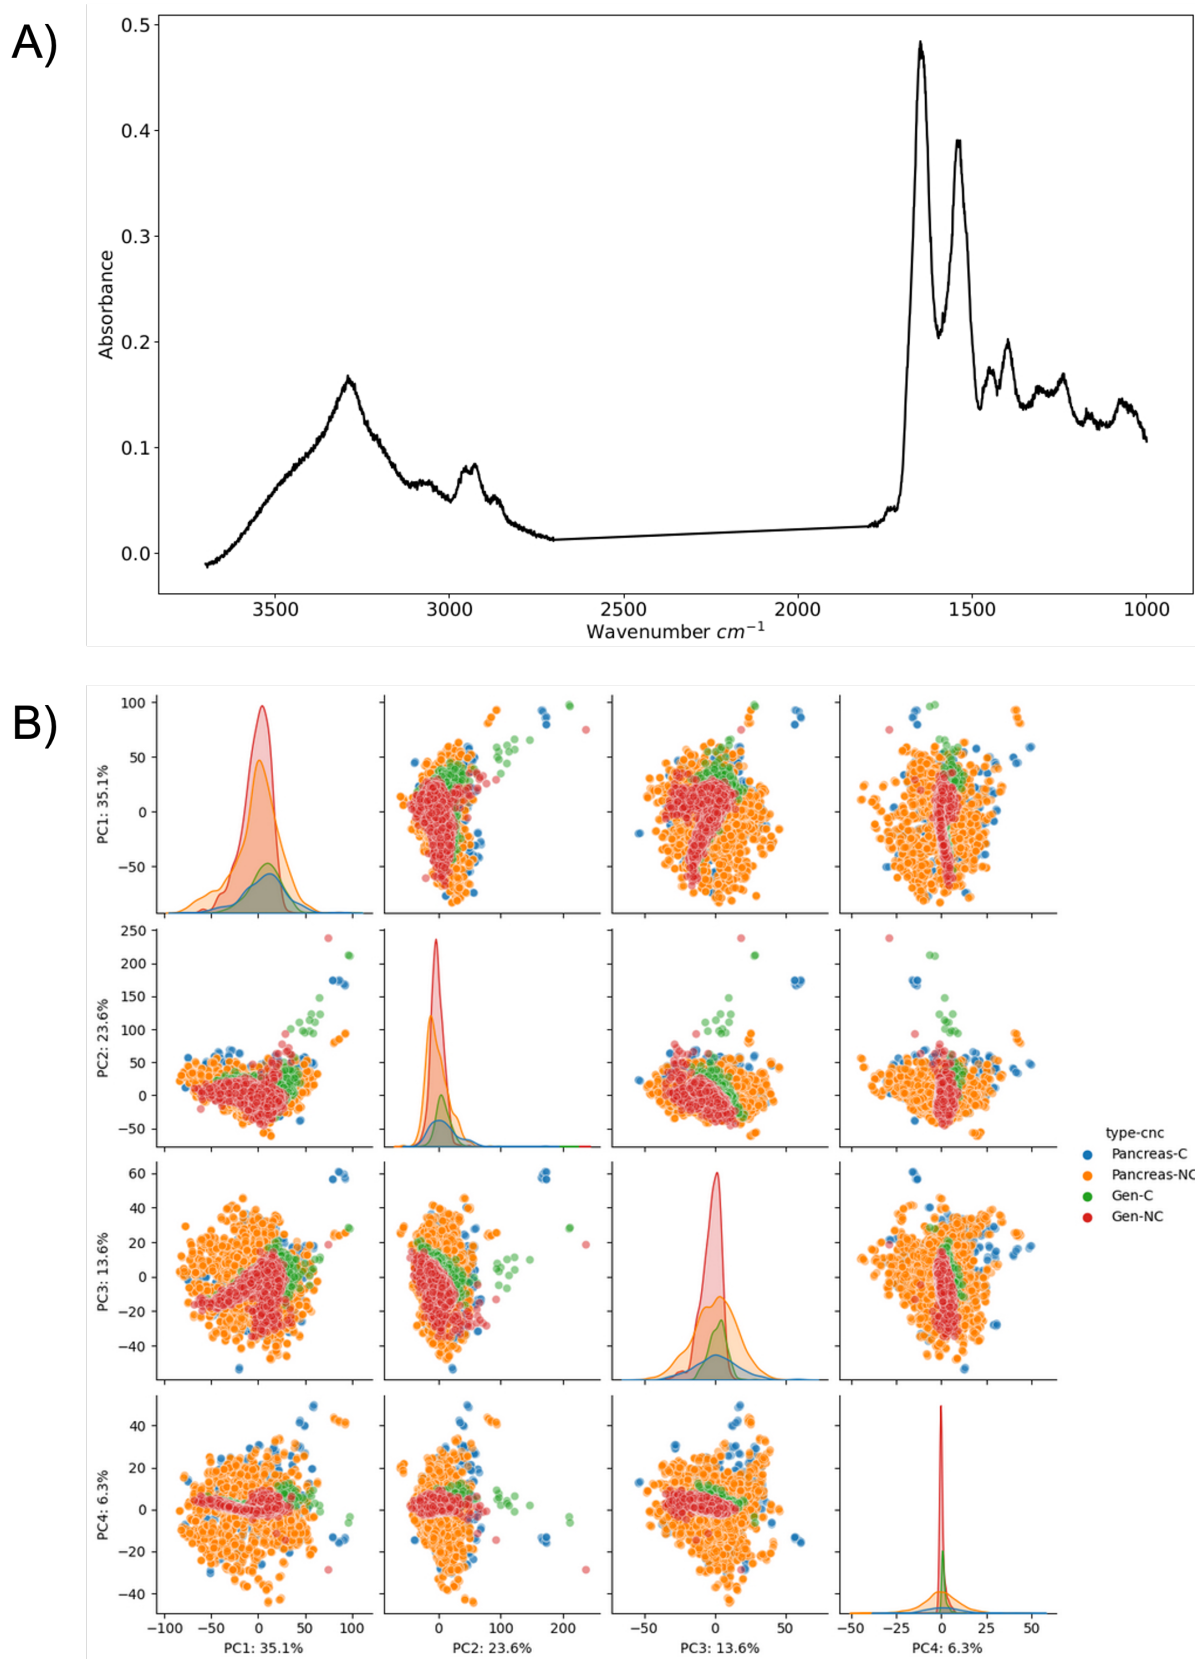 A)
0.5
0.4
0.3
0.2
0.1
0.0
Absorbance
3500 3000 2500 2000 1500 1000
Wavenumber cm⁻¹
B)
100
50
0
−50
PC1: 35.1%
250
200
150
100
50
0
−50
PC2: 23.6%
60
40
20
0
−20
−40
PC3: 13.6%
40
20
0
−20
−40
PC4: 6.3%
−100 −50 0 50 100
PC1: 35.1%
0 100 200
PC2: 23.6%
−50 0 50
PC3: 13.6%
−50 −25 0 25 50
PC4: 6.3%
type-cnc
Pancreas-C
Pancreas-NC
Gen-C
Gen-NC